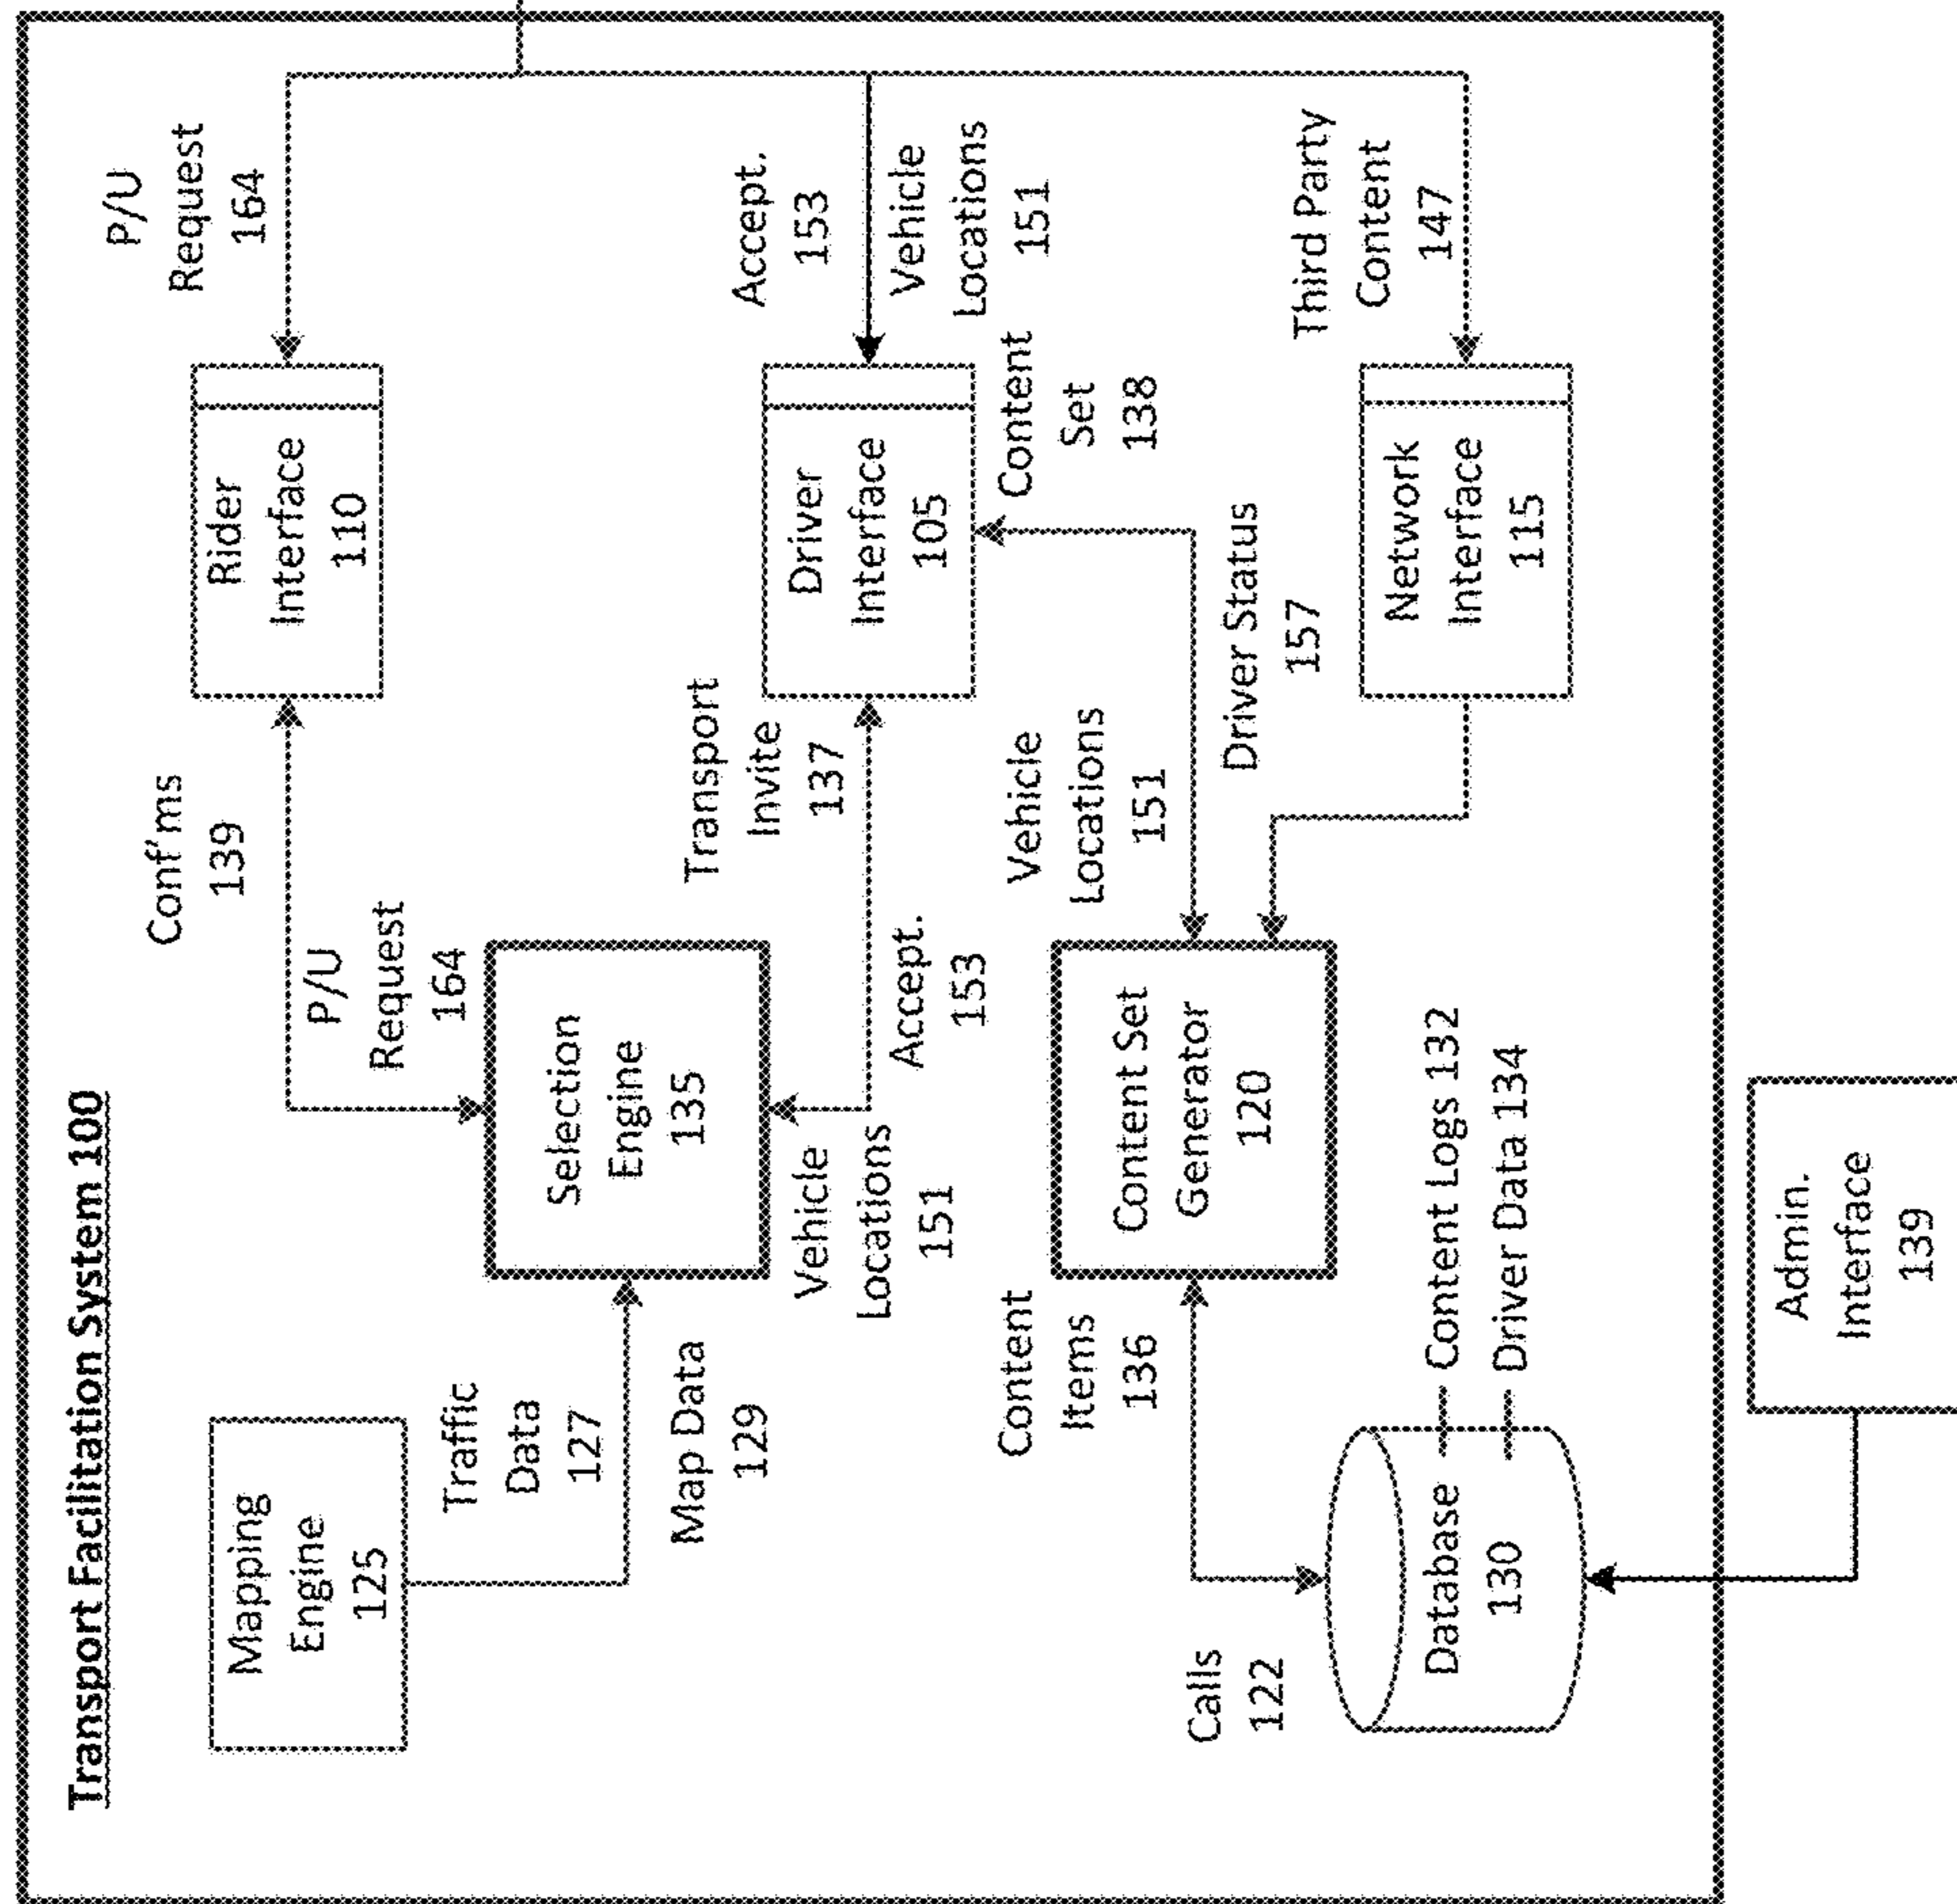 Transport Facilitation System 100
Mapping
Engine
125
Traffic
Data
127
Map Data
129
Conf'ms
139
P/U
Request
164
Rider
Interface
110
P/U
Request
164
Selection
Engine
135
Vehicle
Locations
151
Transport
Invite
137
Accept.
153
Driver
Interface
105
Accept.
153
Vehicle
Locations
151
Content
Set
138
Calls
122
Content
Items
136
Content Set
Generator
120
Vehicle
Locations
151
Driver Status
157
Third Party
Content
147
Network
Interface
115
Database
130
Content Logs 132
Driver Data 134
Admin.
Interface
139